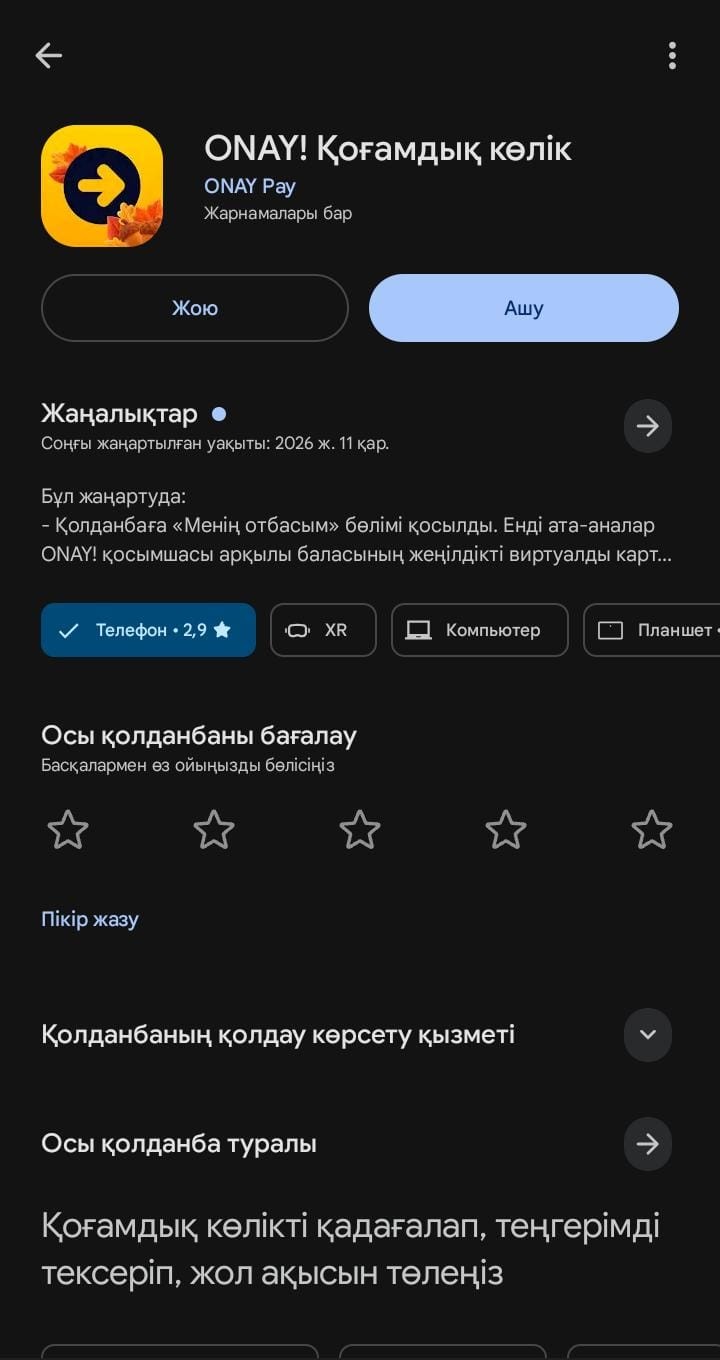 ONAY! Қоғамдық көлік
ONAY Pay
Жарнамалары бар
Жою
Ашу
Жаңалықтар
Соңғы жаңартылған уақыты: 2026 ж. 11 қар.
Бұл жаңартуда:
- Қолданбаға «Менің отбасым» бөлімі қосылды. Енді ата-аналар
ONAY! қосымшасы арқылы баласының жеңілдікті виртуалды карт...
Телефон • 2,9 ★
XR
Компьютер
Планшет •
Осы қолданбаны бағалау
Басқалармен өз ойыңызды бөлісіңіз
Пікір жазу
Қолданбаның қолдау көрсету қызметі
Осы қолданба туралы
Қоғамдық көлікті қадағалап, теңгерімді
тексеріп, жол ақысын төлеңіз